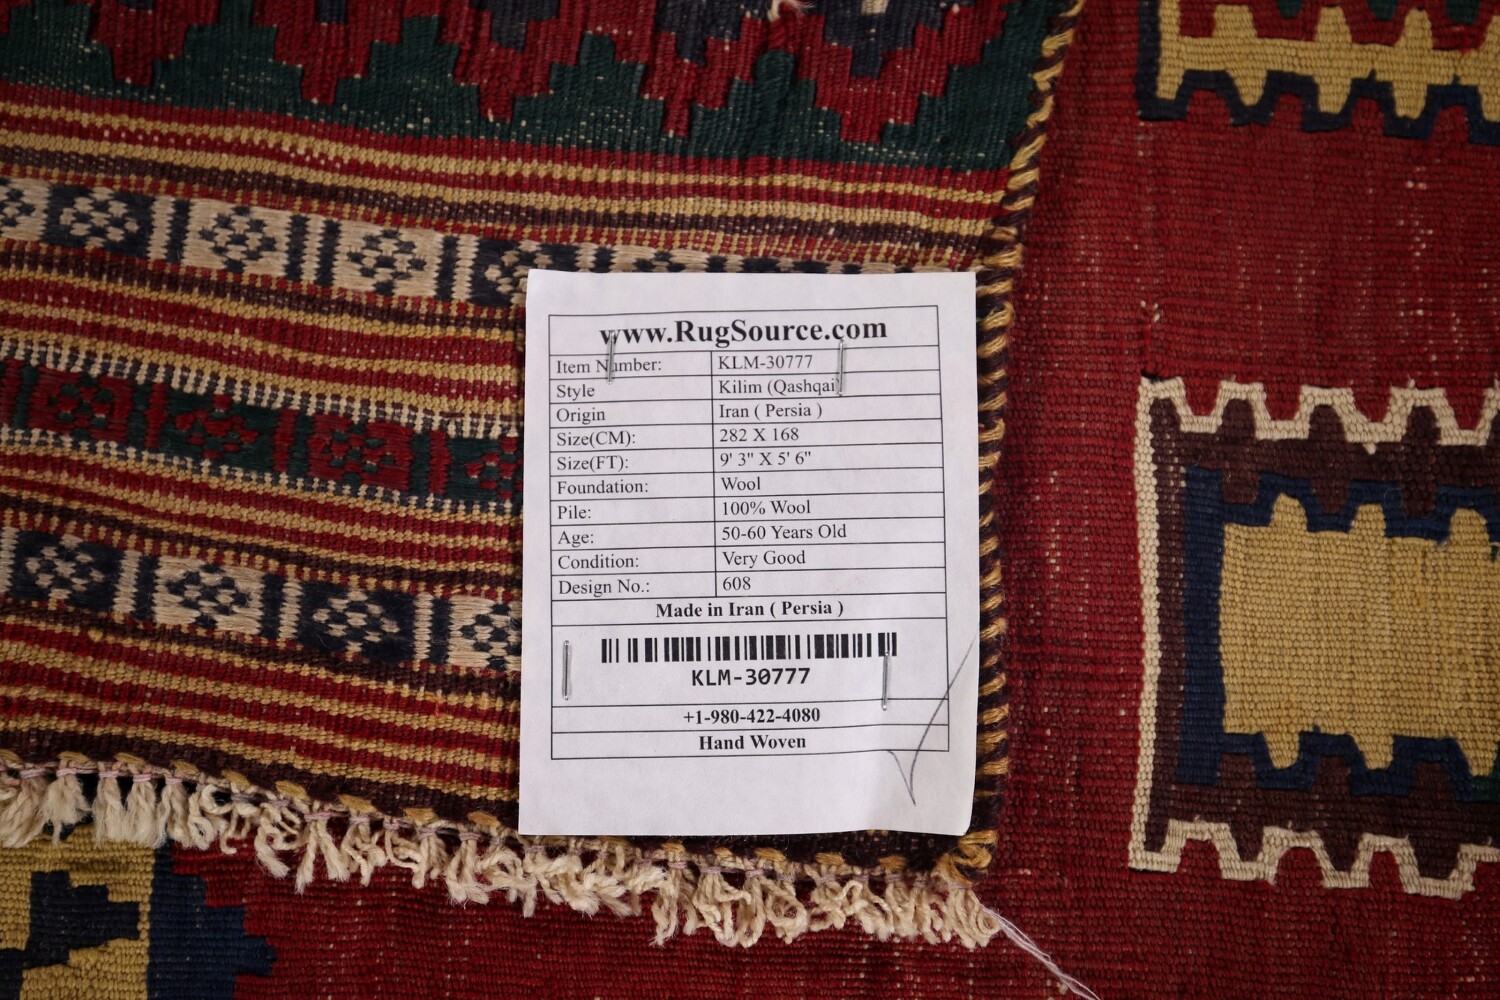 www.RugSource.com
Item Number: KLM-30777
Style Kilim (Qashqai)
Origin Iran ( Persia )
Size(CM): 282 X 168
Size(FT): 9' 3" X 5' 6"
Foundation: Wool
Pile: 100% Wool
Age: 50-60 Years Old
Condition: Very Good
Design No.: 608
Made in Iran ( Persia )
KLM-30777
+1-980-422-4080
Hand Woven